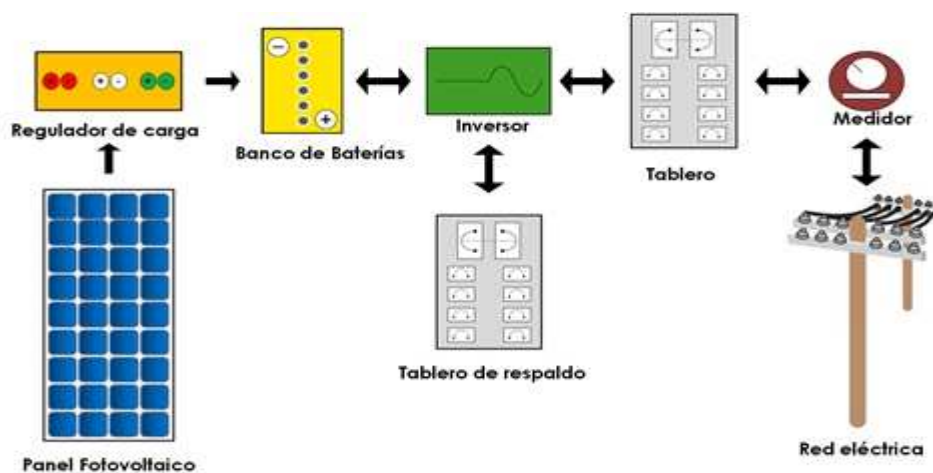 Regulador de carga
Banco de Baterías
Inversor
Tablero
Medidor
Tablero de respaldo
Panel Fotovoltaico
Red eléctrica